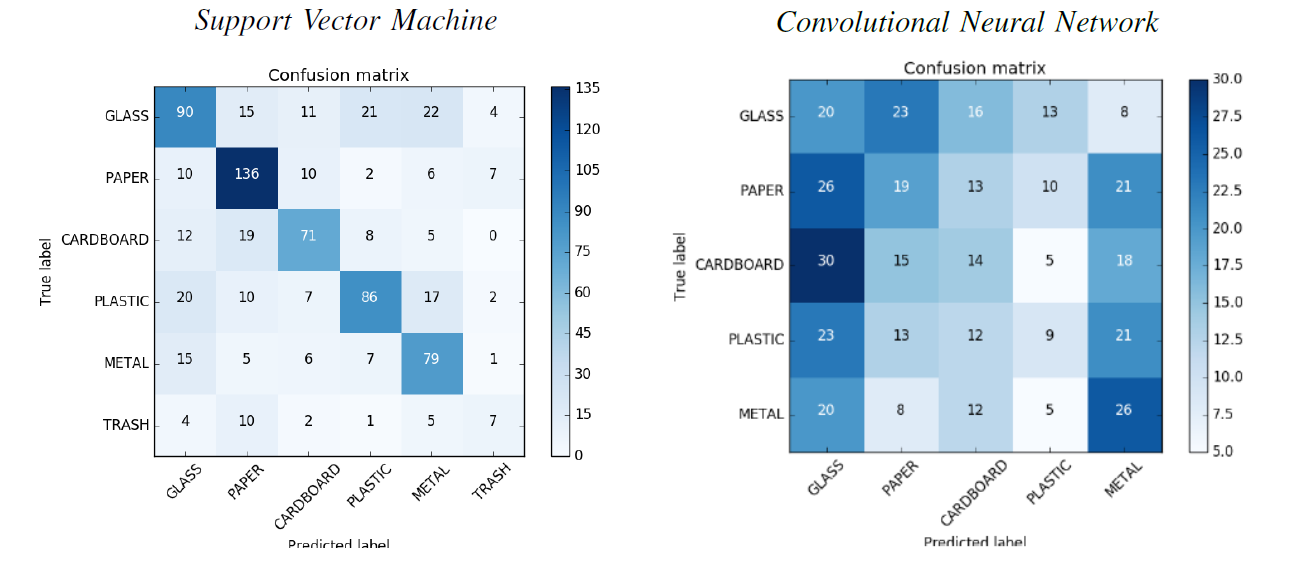 Support Vector Machine
Confusion matrix
True label
GLASS 90 15 11 21 22 4
PAPER 10 136 10 2 6 7
CARDBOARD 12 19 71 8 5 0
PLASTIC 20 10 7 86 17 2
METAL 15 5 6 7 79 1
TRASH 4 10 2 1 5 7
GLASS PAPER CARDBOARD PLASTIC METAL TRASH
Predicted label
135
120
105
90
75
60
45
30
15
0
Convolutional Neural Network
Confusion matrix
True label
GLASS 20 23 16 13 8
PAPER 26 19 13 10 21
CARDBOARD 30 15 14 5 18
PLASTIC 23 13 12 9 21
METAL 20 8 12 5 26
GLASS PAPER CARDBOARD PLASTIC METAL
Predicted label
30.0
27.5
25.0
22.5
20.0
17.5
15.0
12.5
10.0
7.5
5.0